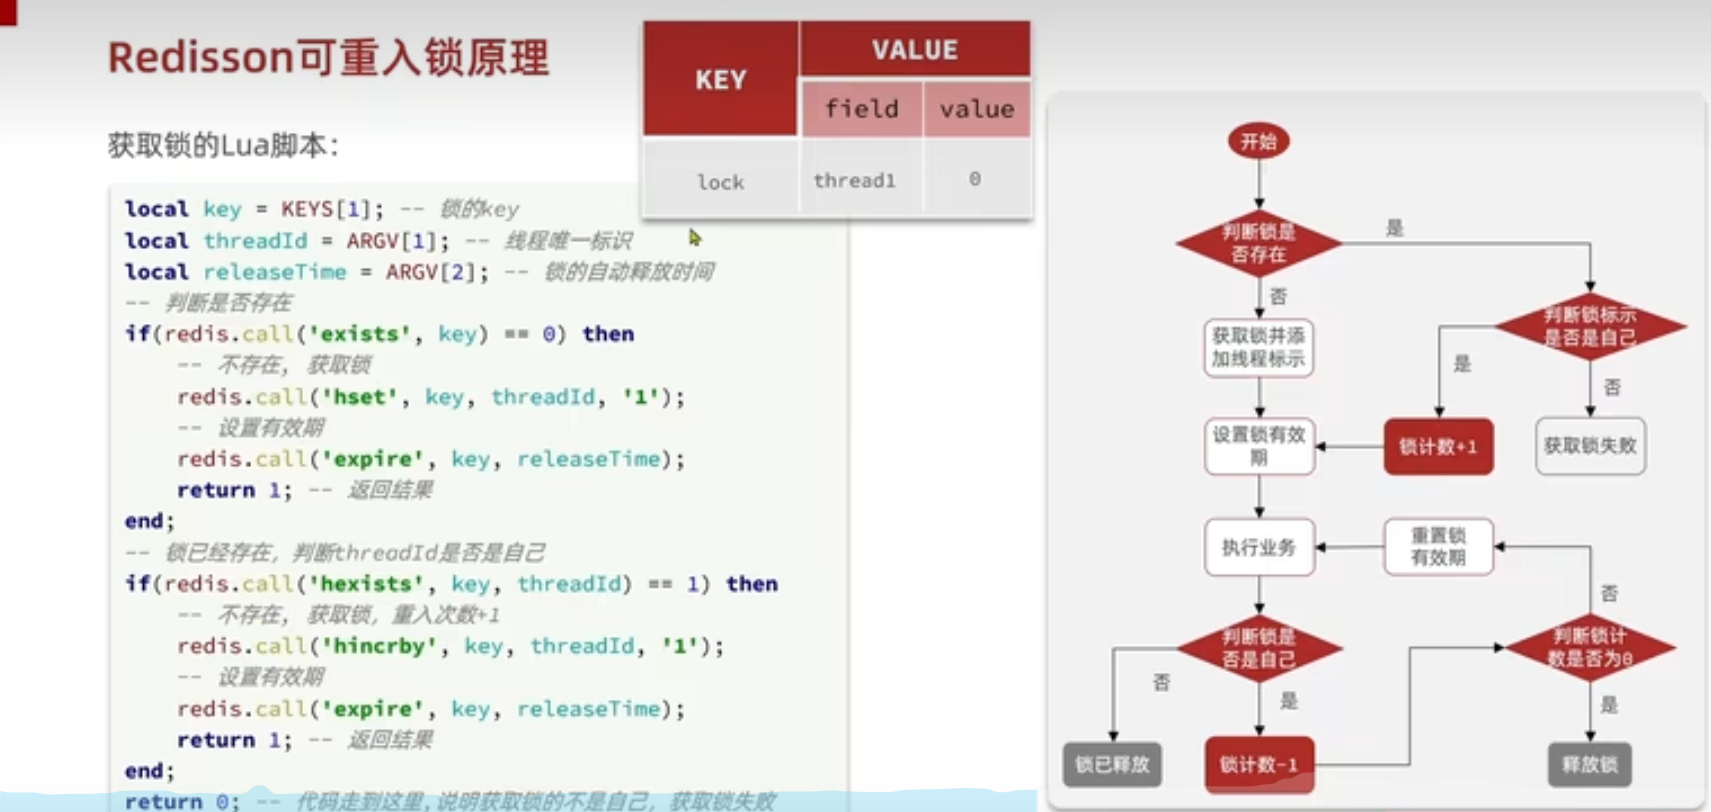 Redisson可重入锁原理
KEY
VALUE
field
value
lock
thread1
0
获取锁的Lua脚本:
local key = KEYS[1]; -- 锁的key
local threadId = ARGV[1]; -- 线程唯一标识
local releaseTime = ARGV[2]; -- 锁的自动释放时间
-- 判断是否存在
if(redis.call('exists', key) == 0) then
-- 不存在, 获取锁
redis.call('hset', key, threadId, '1');
-- 设置有效期
redis.call('expire', key, releaseTime);
return 1; -- 返回结果
end;
-- 锁已经存在,判断threadId是否是自己
if(redis.call('hexists', key, threadId) == 1) then
-- 不存在, 获取锁,重入次数+1
redis.call('hincrby', key, threadId, '1');
-- 设置有效期
redis.call('expire', key, releaseTime);
return 1; -- 返回结果
end;
return 0; -- 代码走到这里,说明获取锁的不是自己,获取锁失败
开始
判断锁是
否存在
是
否
判断锁标示
是否是自己
获取锁并添
加线程标示
是
否
设置锁有效
期
锁计数+1
获取锁失败
执行业务
重置锁
有效期
否
判断锁是
否是自己
判断锁计
数是否为0
否
是
是
锁已释放
锁计数-1
释放锁